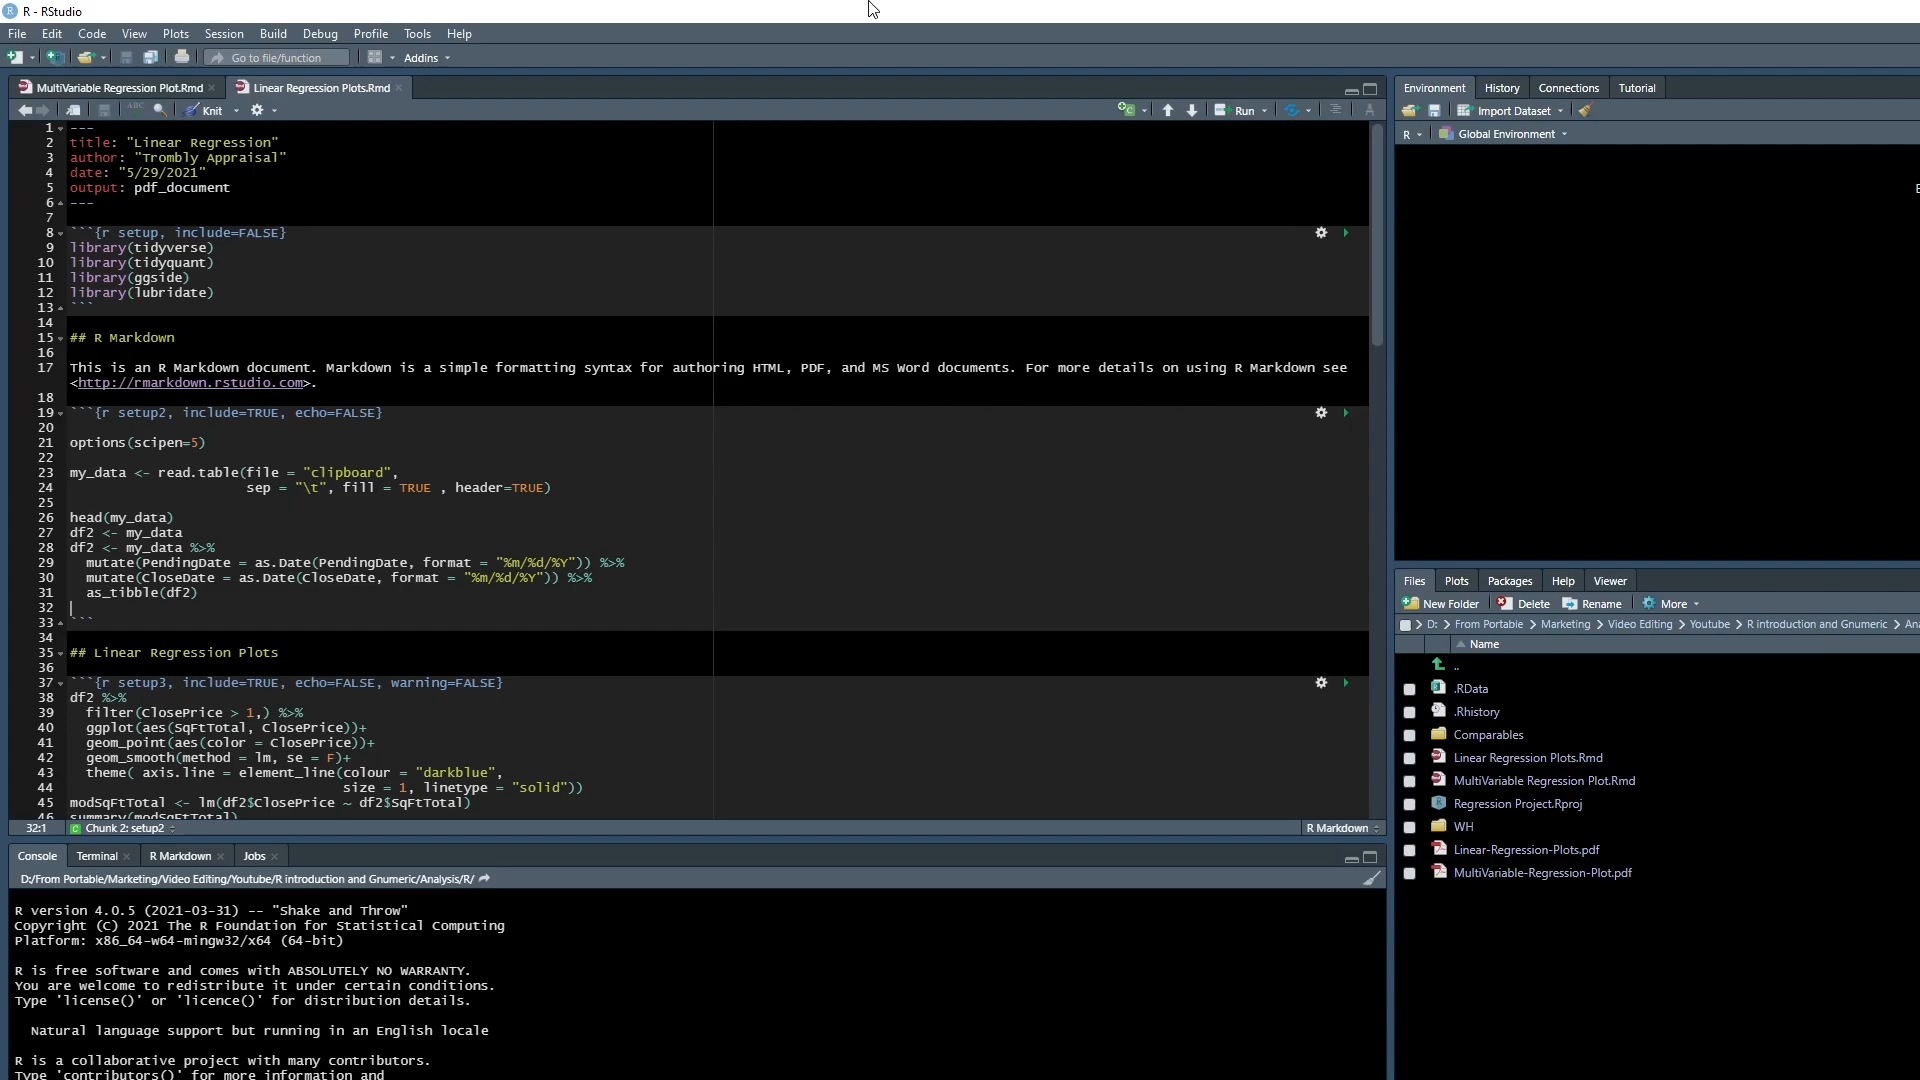 R - RStudio
File Edit Code View Plots Session Build Debug Profile Tools Help
Go to file/function Addins
MultiVariable Regression Plot.Rmd Linear Regression Plots.Rmd
ABC Knit Run
1 ---
2 title: "Linear Regression"
3 author: "Trombly Appraisal"
4 date: "5/29/2021"
5 output: pdf_document
6 ---
7
8 ```{r setup, include=FALSE}
9 library(tidyverse)
10 library(tidyquant)
11 library(ggside)
12 library(lubridate)
13 ```
14
15 ## R Markdown
16
17 This is an R Markdown document. Markdown is a simple formatting syntax for authoring HTML, PDF, and MS Word documents. For more details on using R Markdown see
<http://rmarkdown.rstudio.com>.
18
19 ```{r setup2, include=TRUE, echo=FALSE}
20
21 options(scipen=5)
22
23 my_data <- read.table(file = "clipboard",
24 sep = "\t", fill = TRUE , header=TRUE)
25
26 head(my_data)
27 df2 <- my_data
28 df2 <- my_data %>%
29 mutate(PendingDate = as.Date(PendingDate, format = "%m/%d/%Y")) %>%
30 mutate(CloseDate = as.Date(CloseDate, format = "%m/%d/%Y")) %>%
31 as_tibble(df2)
32
33 ```
34
35 ## Linear Regression Plots
36
37 ```{r setup3, include=TRUE, echo=FALSE, warning=FALSE}
38 df2 %>%
39 filter(ClosePrice > 1,) %>%
40 ggplot(aes(SqFtTotal, ClosePrice))+
41 geom_point(aes(color = ClosePrice))+
42 geom_smooth(method = lm, se = F)+
43 theme( axis.line = element_line(colour = "darkblue",
44 size = 1, linetype = "solid"))
45 modSqFtTotal <- lm(df2$ClosePrice ~ df2$SqFtTotal)
46 summary(modSqFtTotal)
32:1 Chunk 2: setup2 R Markdown
Console Terminal R Markdown Jobs
D:/From Portable/Marketing/Video Editing/Youtube/R introduction and Gnumeric/Analysis/R/
R version 4.0.5 (2021-03-31) -- "Shake and Throw"
Copyright (C) 2021 The R Foundation for Statistical Computing
Platform: x86_64-w64-mingw32/x64 (64-bit)
R is free software and comes with ABSOLUTELY NO WARRANTY.
You are welcome to redistribute it under certain conditions.
Type 'license()' or 'licence()' for distribution details.
Natural language support but running in an English locale
R is a collaborative project with many contributors.
Type 'contributors()' for more information and
Environment History Connections Tutorial
Import Dataset
R Global Environment
E
Files Plots Packages Help Viewer
New Folder Delete Rename More
D: > From Portable > Marketing > Video Editing > Youtube > R introduction and Gnumeric > An
Name
..
.RData
.Rhistory
Comparables
Linear Regression Plots.Rmd
MultiVariable Regression Plot.Rmd
Regression Project.Rproj
WH
Linear-Regression-Plots.pdf
MultiVariable-Regression-Plot.pdf